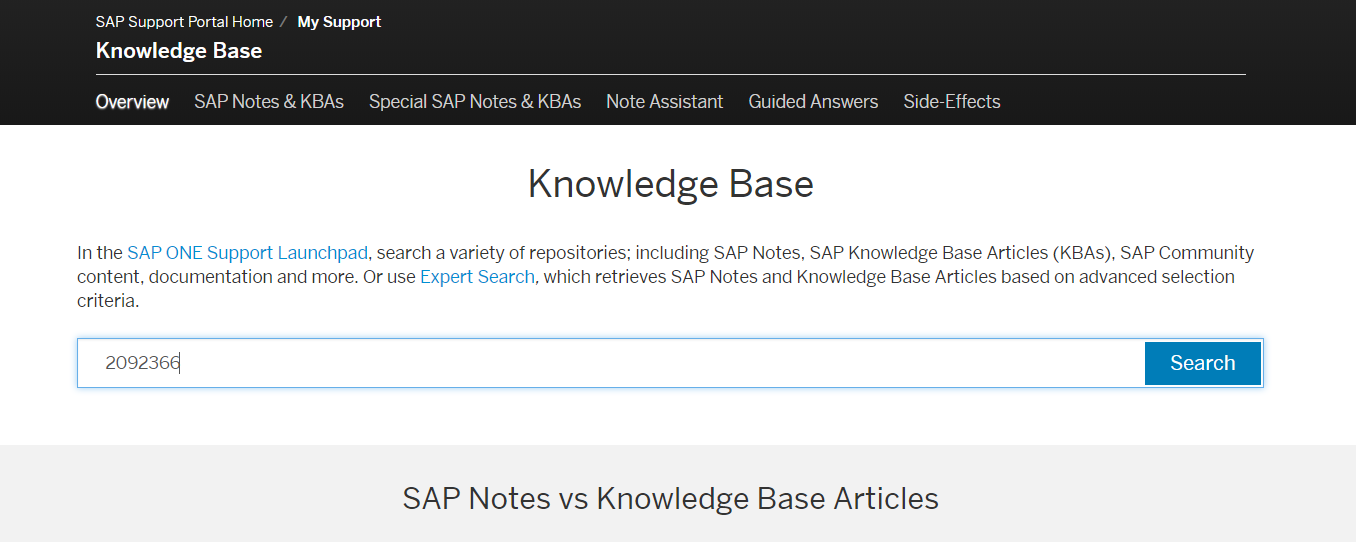 SAP Support Portal Home / My Support
Knowledge Base
Overview SAP Notes & KBAs Special SAP Notes & KBAs Note Assistant Guided Answers Side-Effects
Knowledge Base
In the SAP ONE Support Launchpad, search a variety of repositories; including SAP Notes, SAP Knowledge Base Articles (KBAs), SAP Community
content, documentation and more. Or use Expert Search, which retrieves SAP Notes and Knowledge Base Articles based on advanced selection
criteria.
2092366 Search
SAP Notes vs Knowledge Base Articles